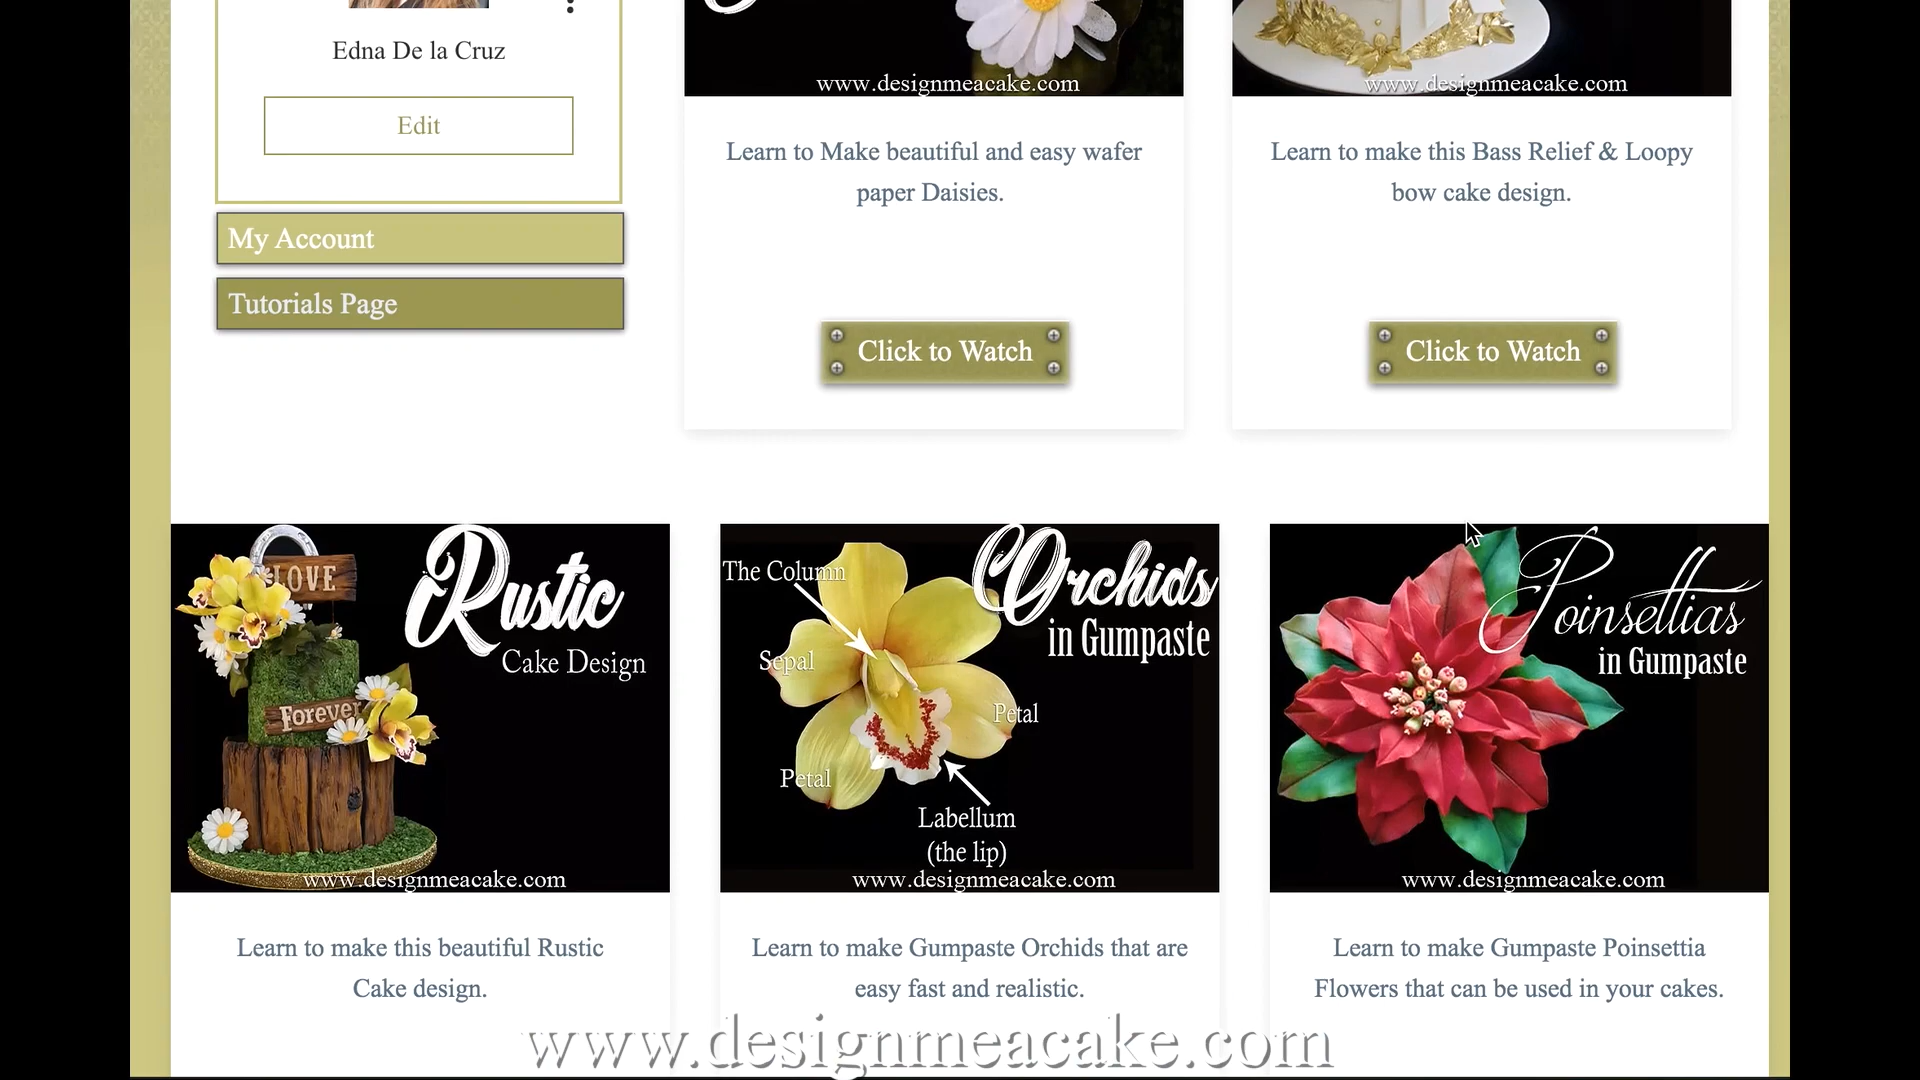 Edna De la Cruz
Edit
My Account
Tutorials Page
www.designmeacake.com
Learn to Make beautiful and easy wafer
paper Daisies.
Click to Watch
www.designmeacake.com
Learn to make this Bass Relief & Loopy
bow cake design.
Click to Watch
LOVE
Forever
Rustic
Cake Design
www.designmeacake.com
Learn to make this beautiful Rustic
Cake design.
Orchids
in Gumpaste
The Column
Sepal
Petal
Petal
Labellum
(the lip)
www.designmeacake.com
Learn to make Gumpaste Orchids that are
easy fast and realistic.
Poinsettias
in Gumpaste
www.designmeacake.com
Learn to make Gumpaste Poinsettia
Flowers that can be used in your cakes.
www.designmeacake.com